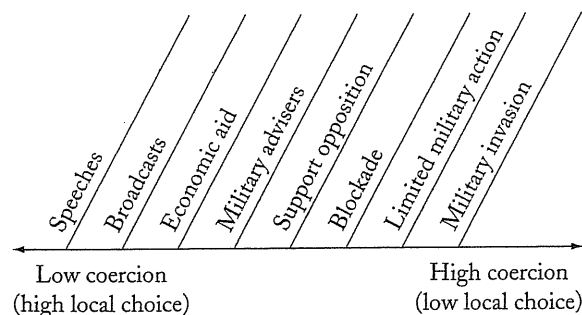 Speeches
Broadcasts
Economic aid
Military advisers
Support opposition
Blockade
Limited military action
Military invasion
Low coercion
(high local choice)
High coercion
(low local choice)